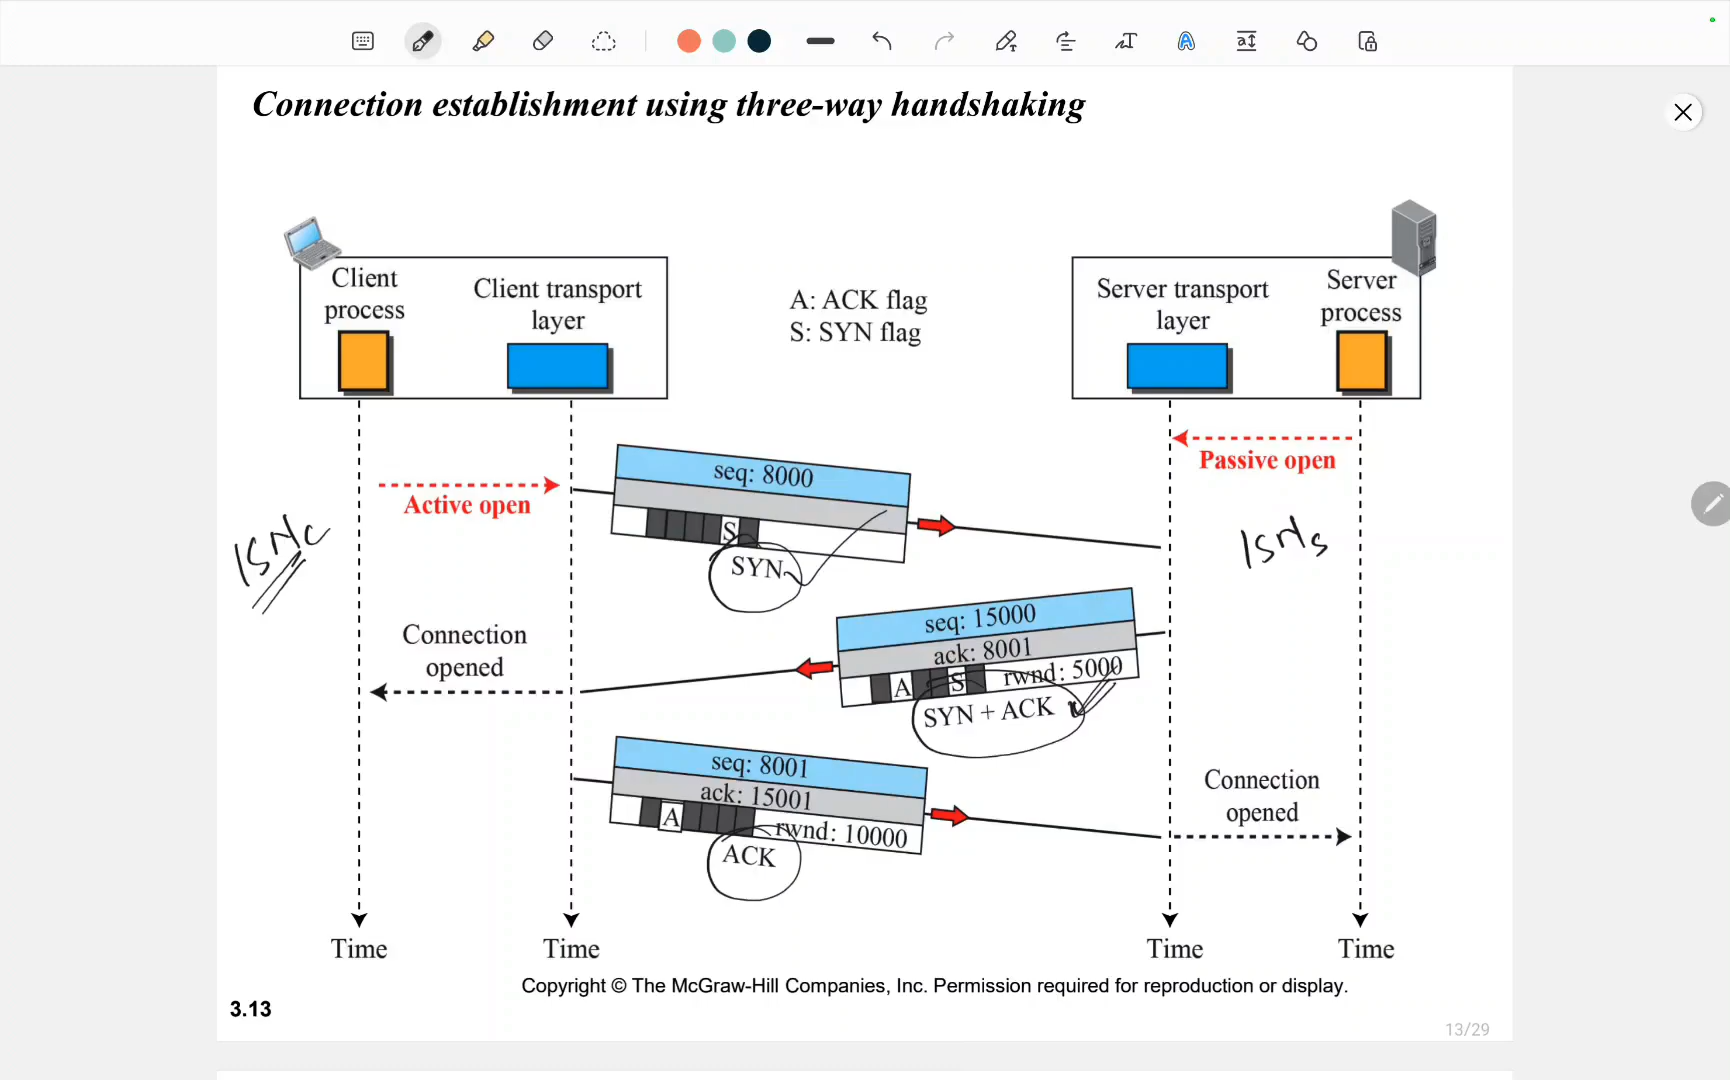 Connection establishment using three-way handshaking
Client process
Client transport layer
A: ACK flag
S: SYN flag
Server transport layer
Server process
Passive open
Active open
seq: 8000
S
SYN
ISNc
ISNs
seq: 15000
ack: 8001
A S rwnd: 5000
SYN + ACK
Connection opened
seq: 8001
ack: 15001
A rwnd: 10000
ACK
Connection opened
Time
Time
Time
Time
Copyright © The McGraw-Hill Companies, Inc. Permission required for reproduction or display.
3.13
13/29